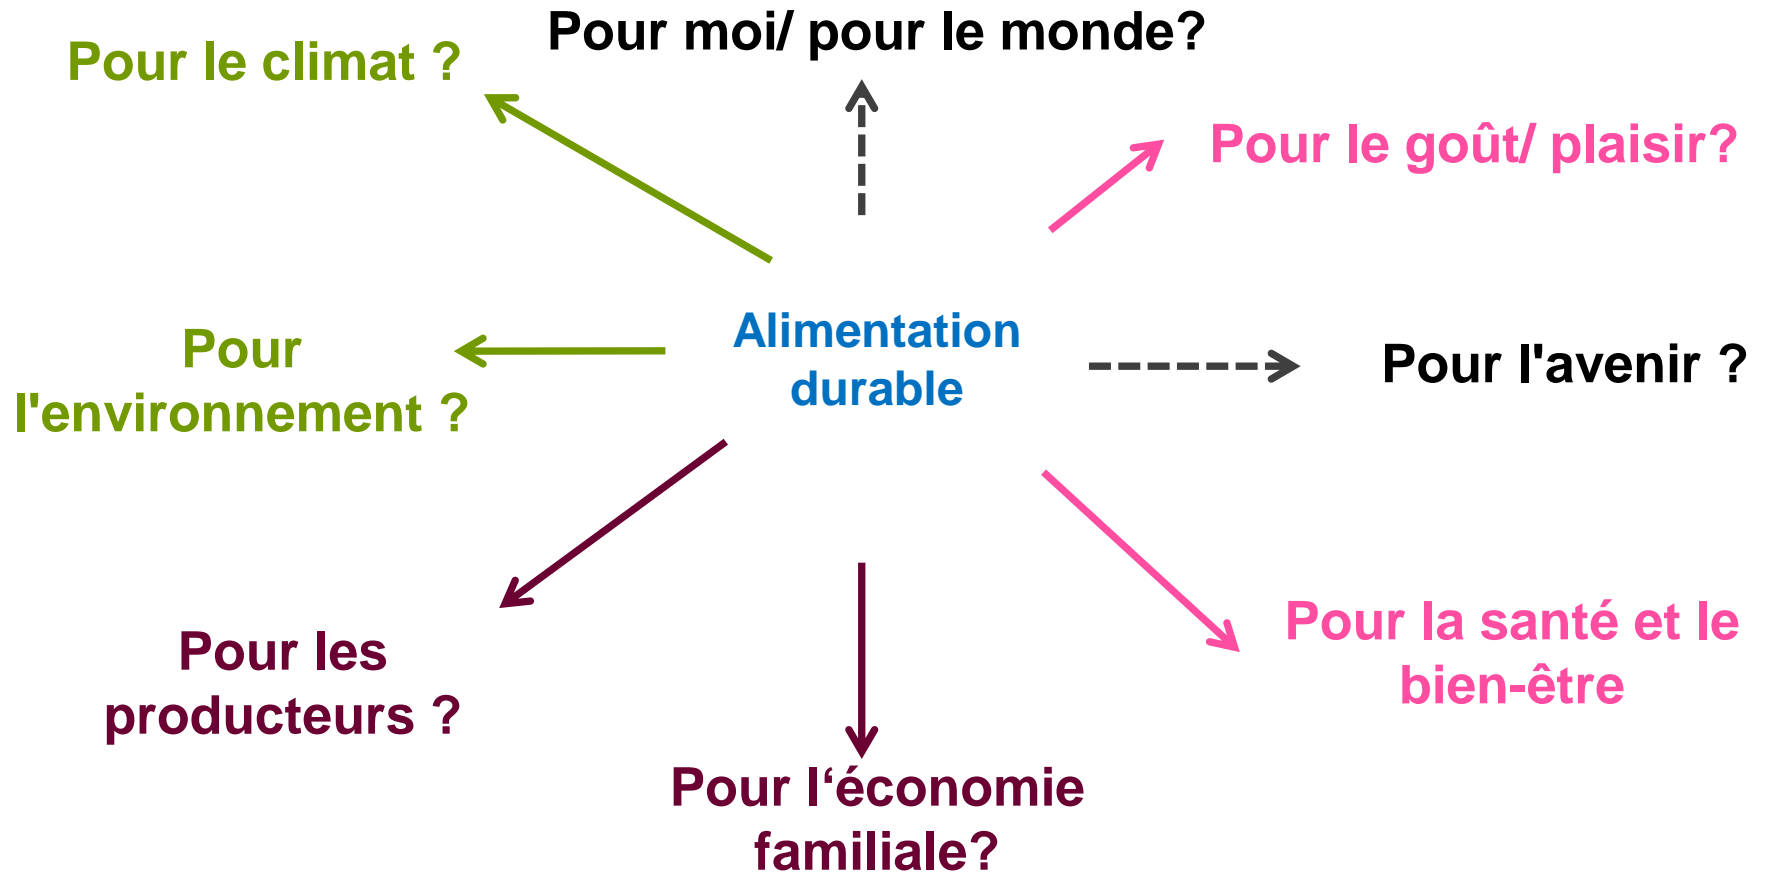 Pour moi/ pour le monde?
Pour le climat ?
Pour le goût/ plaisir?
Alimentation
durable
Pour
l'environnement ?
Pour l'avenir ?
Pour les
producteurs ?
Pour la santé et le
bien-être
Pour l‘économie
familiale?